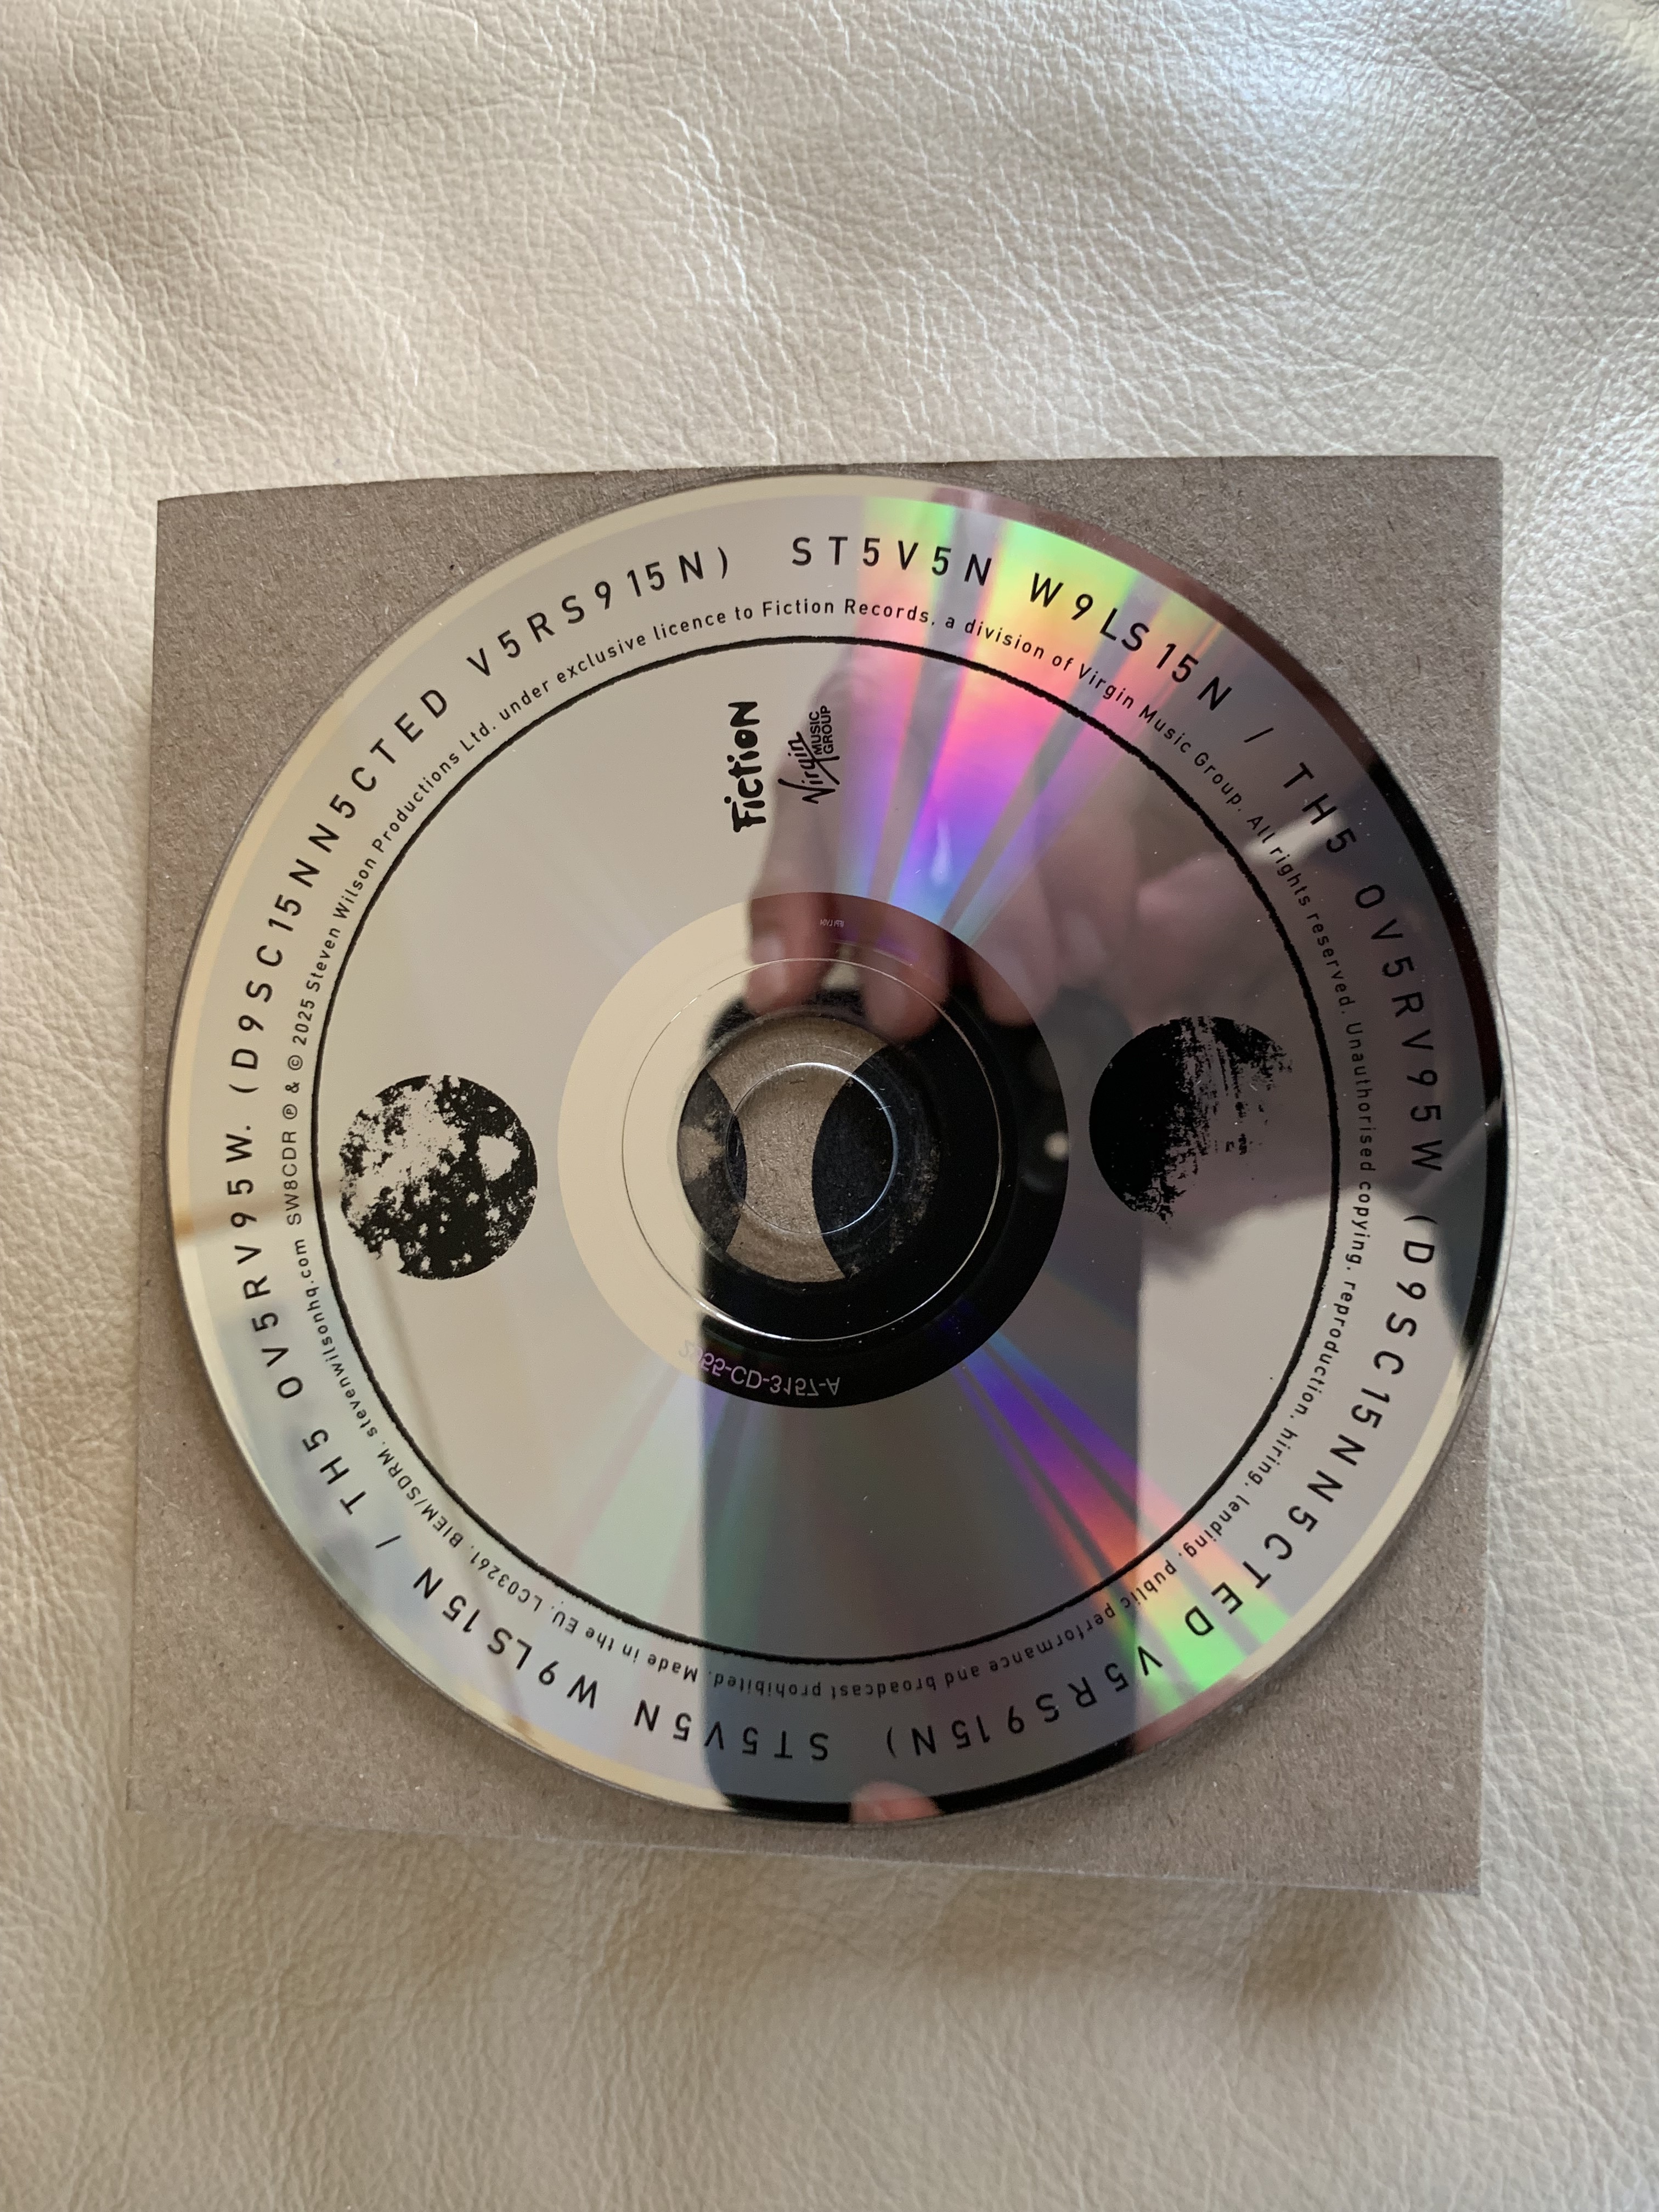 ST5V5N W9LS15N / TH5 OV5RV95W (D9SC15NN5CTED V5RS915N)
ST5V5N W9LS15N / TH5 OV5RV95W. (D9SC15NN5CTED V5RS915N)
SW8CDR ℗ & © 2025 Steven Wilson Productions Ltd. under exclusive licence to Fiction Records, a division of Virgin Music Group. All rights reserved. Unauthorised copying, reproduction, hiring, lending, public performance and broadcast prohibited. Made in the EU. LC03261. BIEM/SDRM. stevenwilsonhq.com
Fiction
Virgin
MUSIC
GROUP
-CD-3157-A